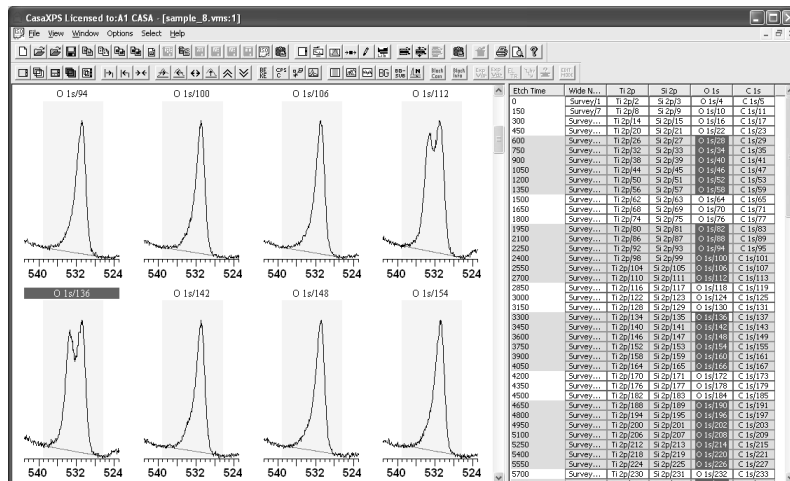 CasaXPS Licensed to:A1 CASA - [sample_8.vms:1]
File View Window Options Select Help
O 1s/94 O 1s/100 O 1s/106 O 1s/112
540 532 524 540 532 524 540 532 524 540 532 524
O 1s/136 O 1s/142 O 1s/148 O 1s/154
540 532 524 540 532 524 540 532 524 540 532 524
Etch Time Wide N... Ti 2p Si 2p O 1s C 1s
0 Survey/1 Ti 2p/2 Si 2p/3 O 1s/4 C 1s/5
150 Survey/7 Ti 2p/8 Si 2p/9 O 1s/10 C 1s/11
300 Survey... Ti 2p/14 Si 2p/15 O 1s/16 C 1s/17
450 Survey... Ti 2p/20 Si 2p/21 O 1s/22 C 1s/23
600 Survey... Ti 2p/26 Si 2p/27 O 1s/28 C 1s/29
750 Survey... Ti 2p/32 Si 2p/33 O 1s/34 C 1s/35
900 Survey... Ti 2p/38 Si 2p/39 O 1s/40 C 1s/41
1050 Survey... Ti 2p/44 Si 2p/45 O 1s/46 C 1s/47
1200 Survey... Ti 2p/50 Si 2p/51 O 1s/52 C 1s/53
1350 Survey... Ti 2p/56 Si 2p/57 O 1s/58 C 1s/59
1500 Survey... Ti 2p/62 Si 2p/63 O 1s/64 C 1s/65
1650 Survey... Ti 2p/68 Si 2p/69 O 1s/70 C 1s/71
1800 Survey... Ti 2p/74 Si 2p/75 O 1s/76 C 1s/77
1950 Survey... Ti 2p/80 Si 2p/81 O 1s/82 C 1s/83
2100 Survey... Ti 2p/86 Si 2p/87 O 1s/88 C 1s/89
2250 Survey... Ti 2p/92 Si 2p/93 O 1s/94 C 1s/95
2400 Survey... Ti 2p/98 Si 2p/99 O 1s/100 C 1s/101
2550 Survey... Ti 2p/104 Si 2p/105 O 1s/106 C 1s/107
2700 Survey... Ti 2p/110 Si 2p/111 O 1s/112 C 1s/113
2850 Survey... Ti 2p/116 Si 2p/117 O 1s/118 C 1s/119
3000 Survey... Ti 2p/122 Si 2p/123 O 1s/124 C 1s/125
3150 Survey... Ti 2p/128 Si 2p/129 O 1s/130 C 1s/131
3300 Survey... Ti 2p/134 Si 2p/135 O 1s/136 C 1s/137
3450 Survey... Ti 2p/140 Si 2p/141 O 1s/142 C 1s/143
3600 Survey... Ti 2p/146 Si 2p/147 O 1s/148 C 1s/149
3750 Survey... Ti 2p/152 Si 2p/153 O 1s/154 C 1s/155
3900 Survey... Ti 2p/158 Si 2p/159 O 1s/160 C 1s/161
4050 Survey... Ti 2p/164 Si 2p/165 O 1s/166 C 1s/167
4200 Survey... Ti 2p/170 Si 2p/171 O 1s/172 C 1s/173
4350 Survey... Ti 2p/176 Si 2p/177 O 1s/178 C 1s/179
4500 Survey... Ti 2p/182 Si 2p/183 O 1s/184 C 1s/185
4650 Survey... Ti 2p/188 Si 2p/189 O 1s/190 C 1s/191
4800 Survey... Ti 2p/194 Si 2p/195 O 1s/196 C 1s/197
4950 Survey... Ti 2p/200 Si 2p/201 O 1s/202 C 1s/203
5100 Survey... Ti 2p/206 Si 2p/207 O 1s/208 C 1s/209
5250 Survey... Ti 2p/212 Si 2p/213 O 1s/214 C 1s/215
5400 Survey... Ti 2p/218 Si 2p/219 O 1s/220 C 1s/221
5550 Survey... Ti 2p/224 Si 2p/225 O 1s/226 C 1s/227
5700 Survey... Ti 2p/230 Si 2p/231 O 1s/232 C 1s/233